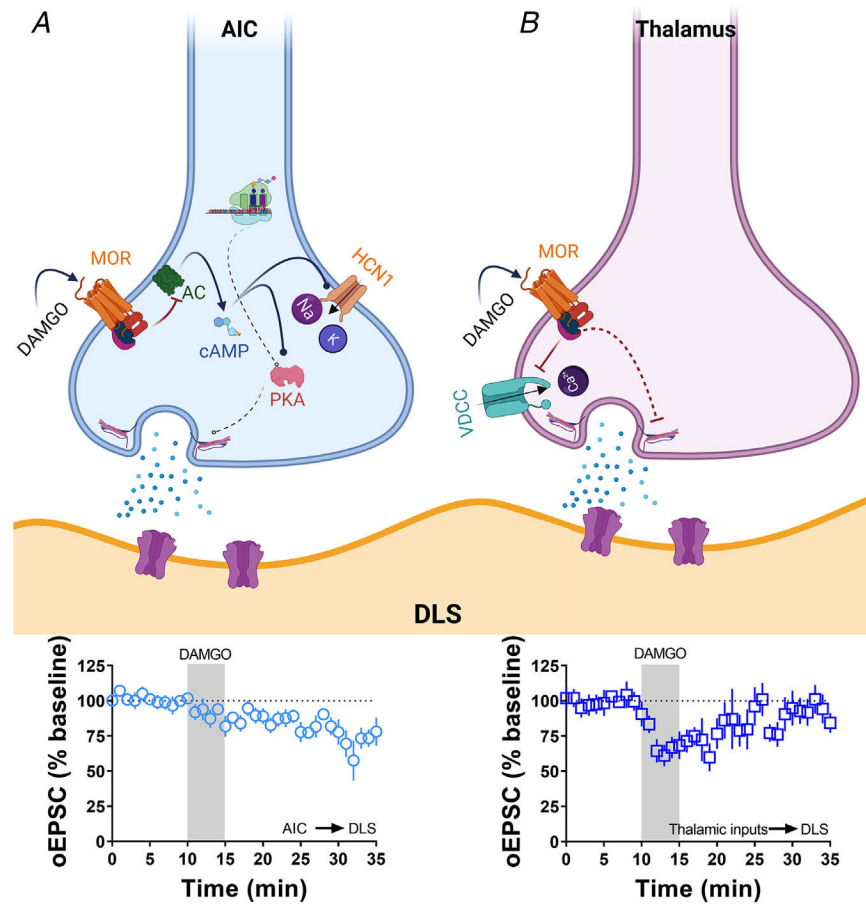 A
AIC
DAMGO
MOR
AC
cAMP
PKA
HCN1
Na
K
B
Thalamus
DAMGO
MOR
VDCC
Ca2+
DLS
oEPSC (% baseline)
125
100
75
50
25
0
DAMGO
AIC → DLS
0 5 10 15 20 25 30 35
Time (min)
oEPSC (% baseline)
125
100
75
50
25
0
DAMGO
Thalamic inputs → DLS
0 5 10 15 20 25 30 35
Time (min)